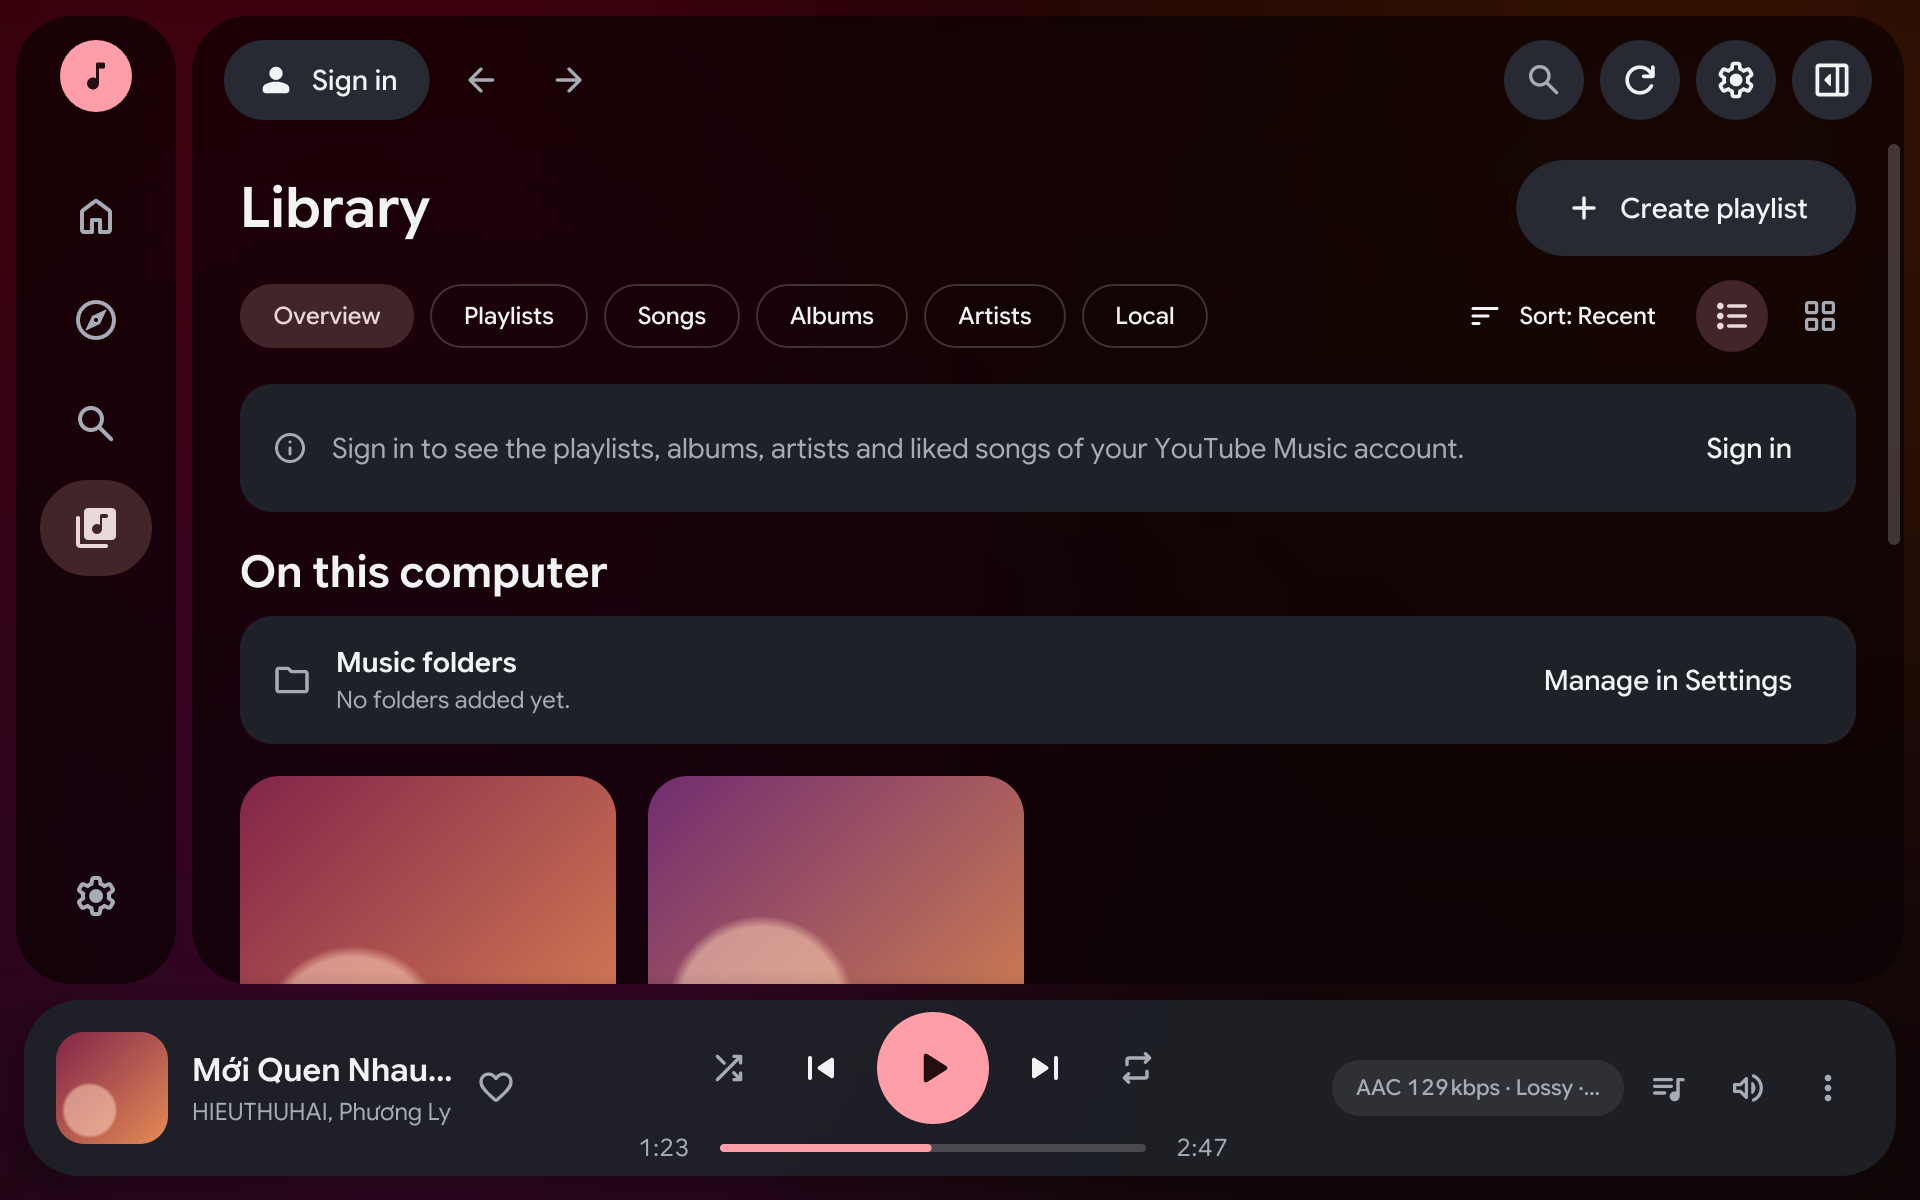 Sign in
Library
Create playlist
Overview
Playlists
Songs
Albums
Artists
Local
Sort: Recent
Sign in to see the playlists, albums, artists and liked songs of your YouTube Music account.
Sign in
On this computer
Music folders
No folders added yet.
Manage in Settings
Mới Quen Nhau...
HIEUTHUHAI, Phương Ly
1:23
2:47
AAC 129kbps · Lossy ·...